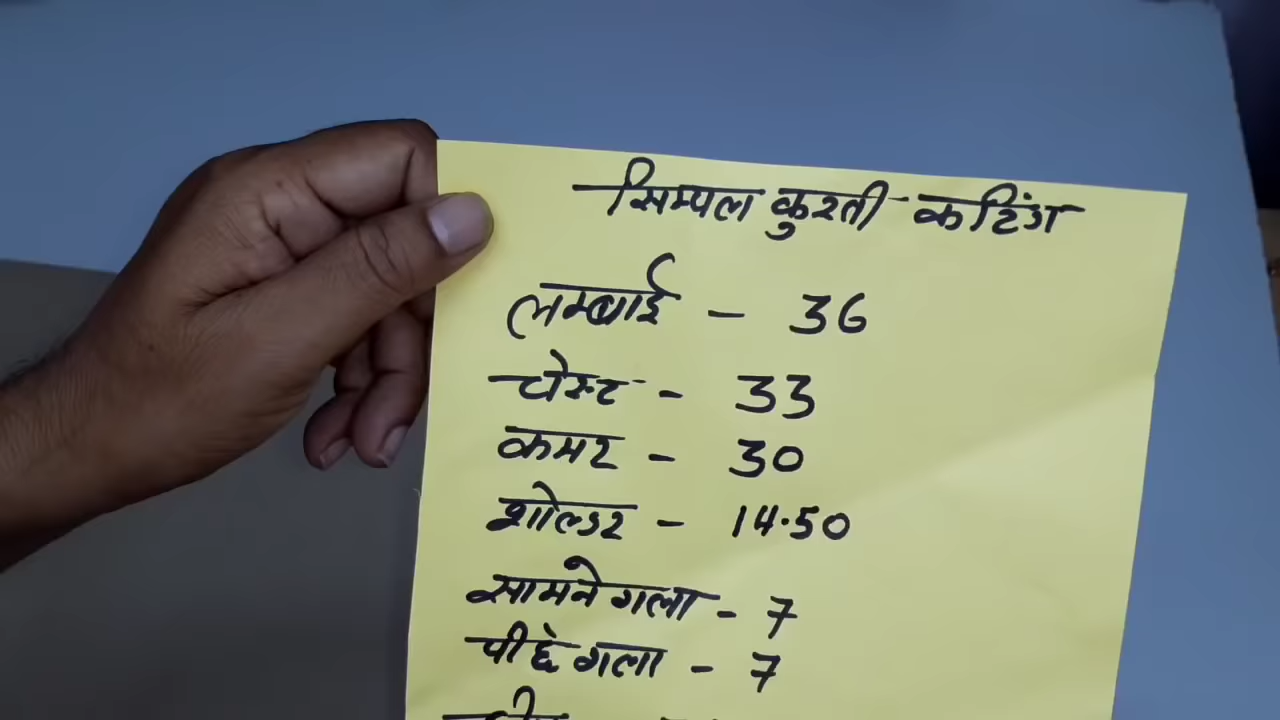 सिम्पल कुरती कटिंग
लम्बाई - 36
चेस्ट - 33
कमर - 30
शोल्डर - 14.50
सामने गला - 7
पीछे गला - 7